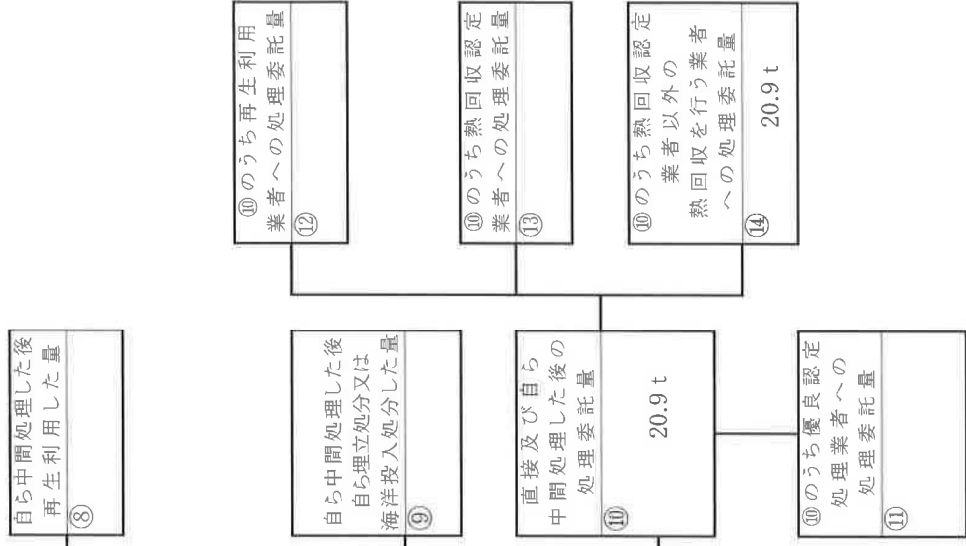 自ら中間処理した後
再生利用した量
⑧
自ら中間処理した後
自ら埋立処分又は
海洋投入処分した量
⑨
直接及び自ら
中間処理した後の
処理委託量
⑩
20.9 t
⑩のうち優良認定
処理業者への
処理委託量
⑪
⑩のうち再生利用
業者への処理委託量
⑫
⑩のうち熱回収認定
業者への処理委託量
⑬
⑩のうち熱回収認定
業者以外の
熱回収を行う業者
への処理委託量
⑭
20.9 t